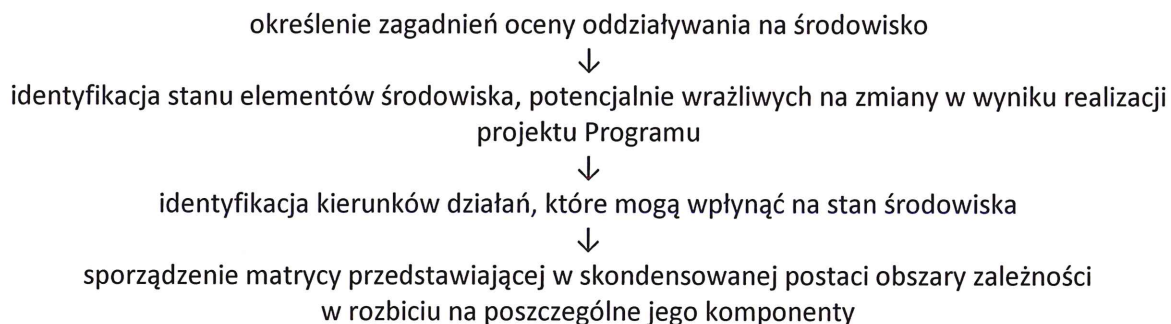 określenie zagadnień oceny oddziaływania na środowisko
↓
identyfikacja stanu elementów środowiska, potencjalnie wrażliwych na zmiany w wyniku realizacji
projektu Programu
↓
identyfikacja kierunków działań, które mogą wpłynąć na stan środowiska
↓
sporządzenie matrycy przedstawiającej w skondensowanej postaci obszary zależności
w rozbiciu na poszczególne jego komponenty